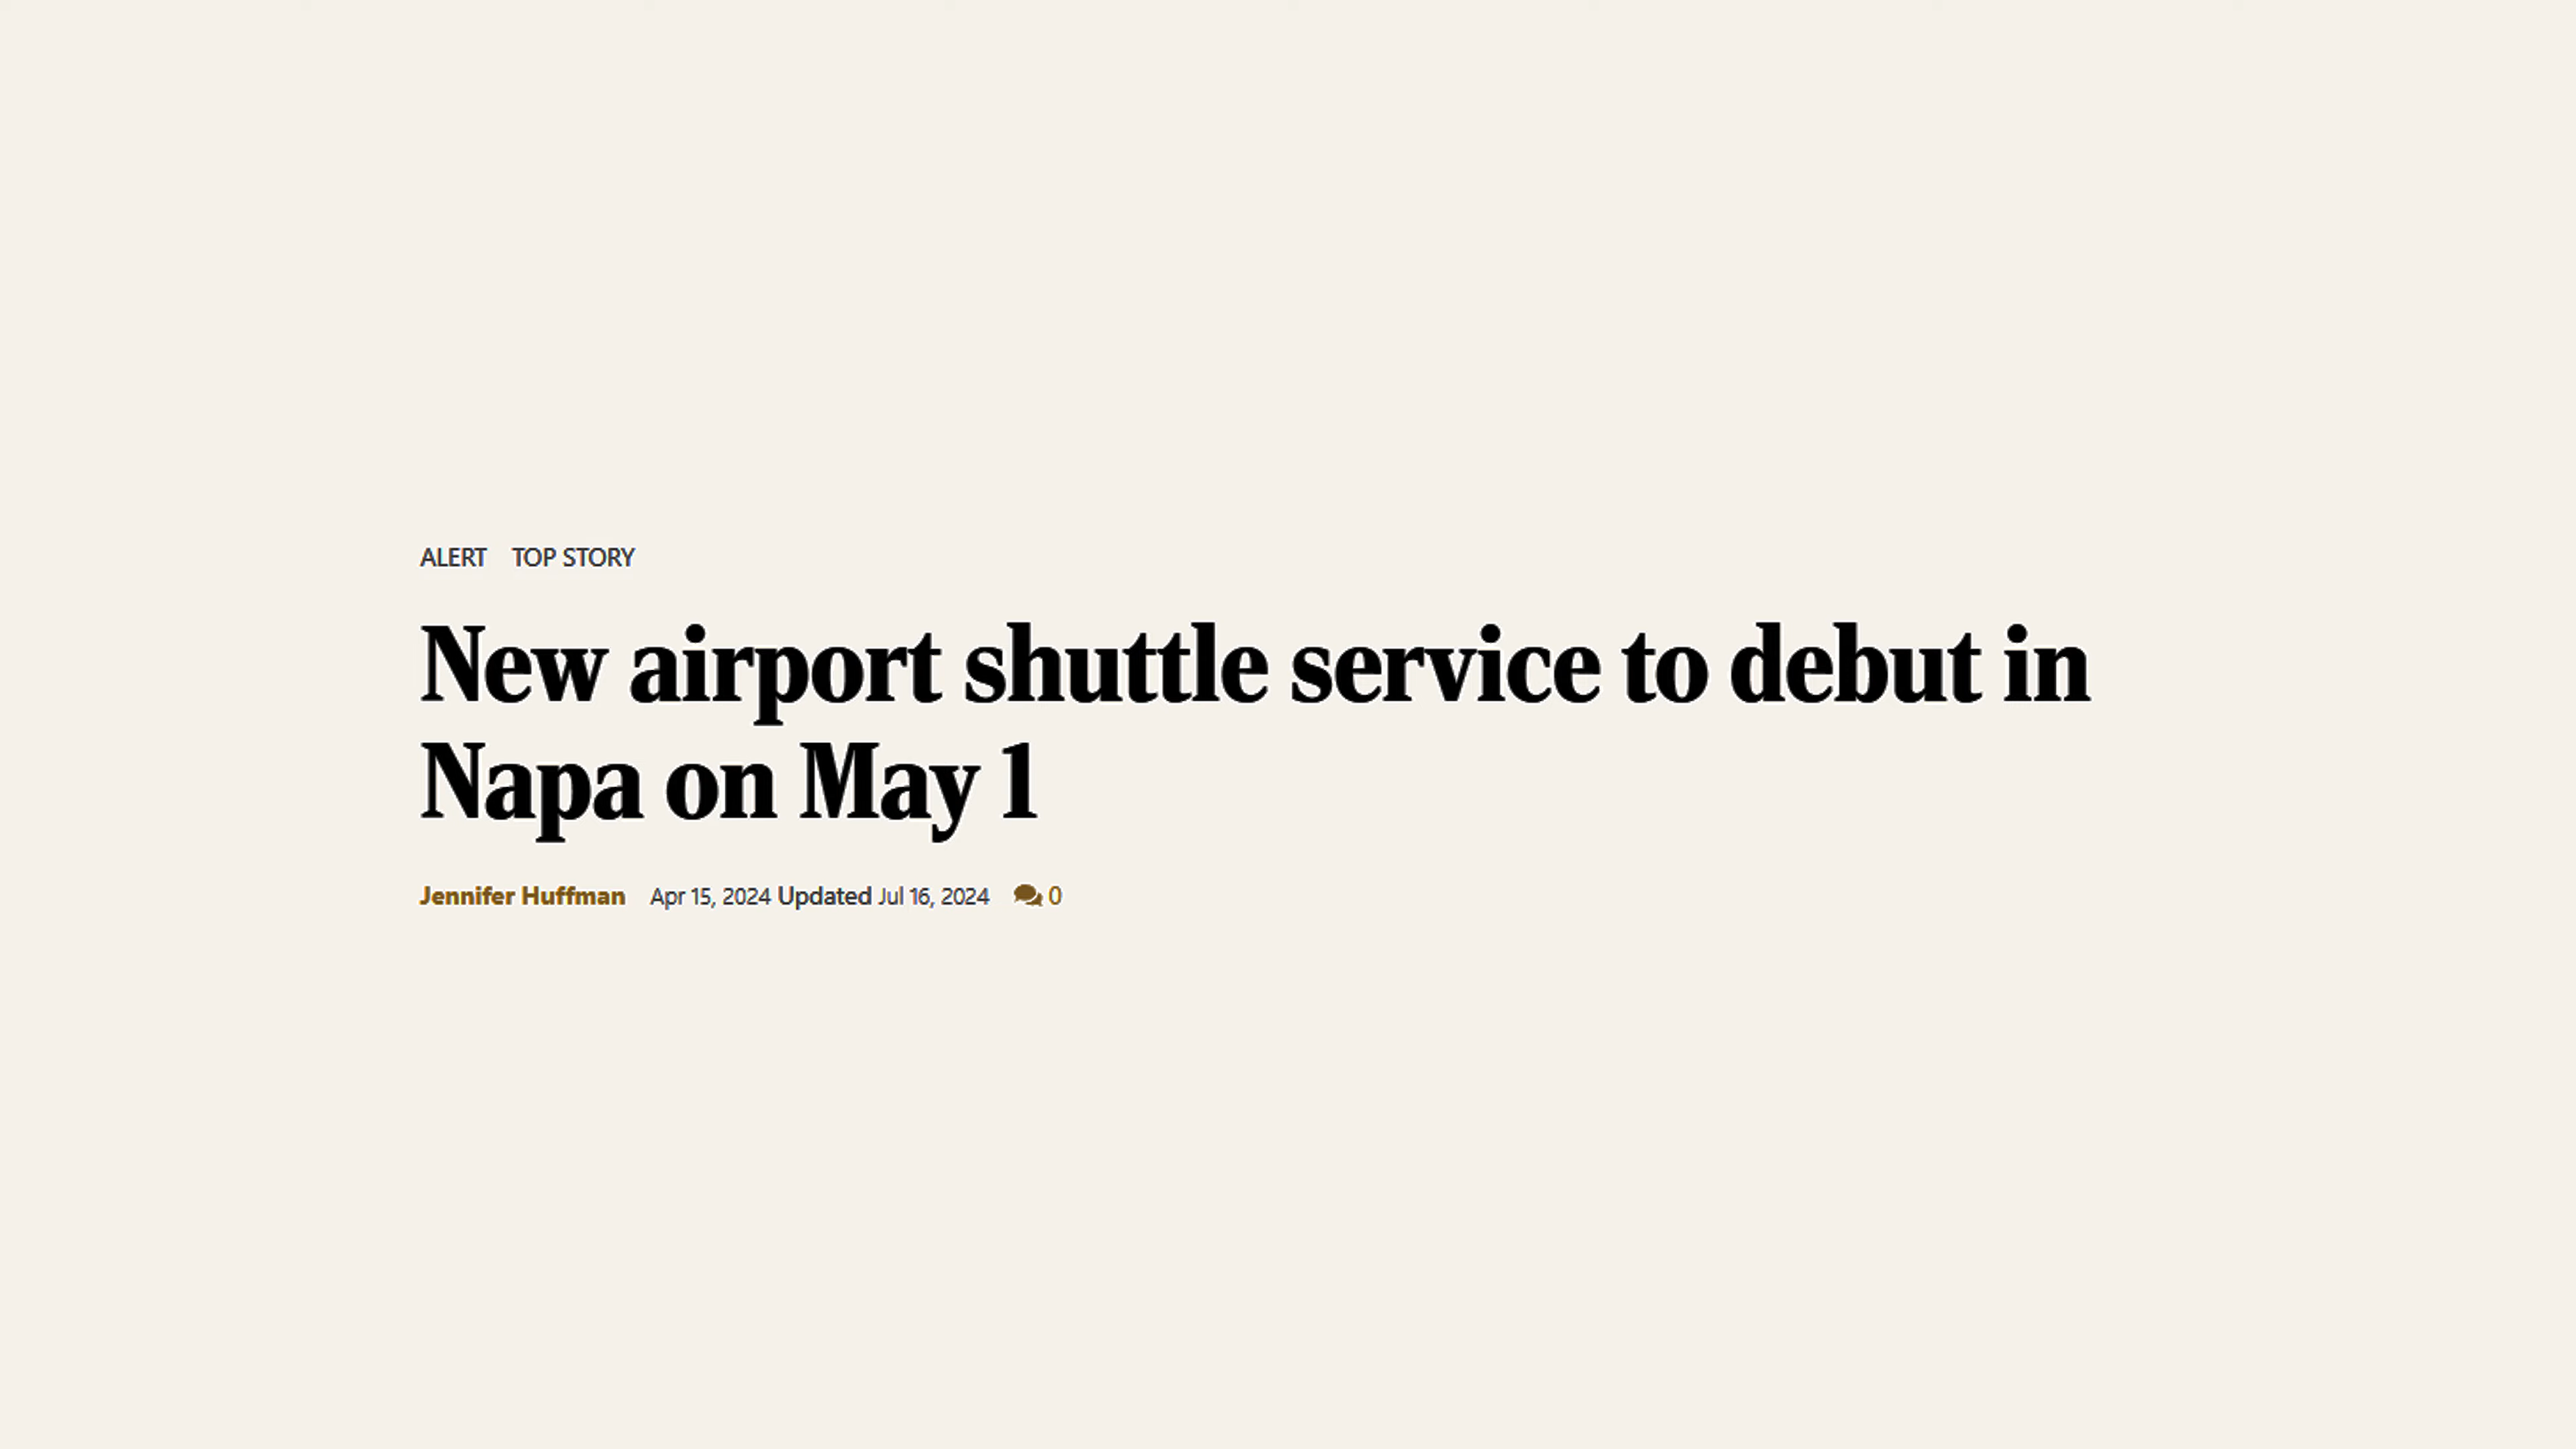 ALERT TOP STORY
New airport shuttle service to debut in
Napa on May 1
Jennifer Huffman Apr 15, 2024 Updated Jul 16, 2024 0